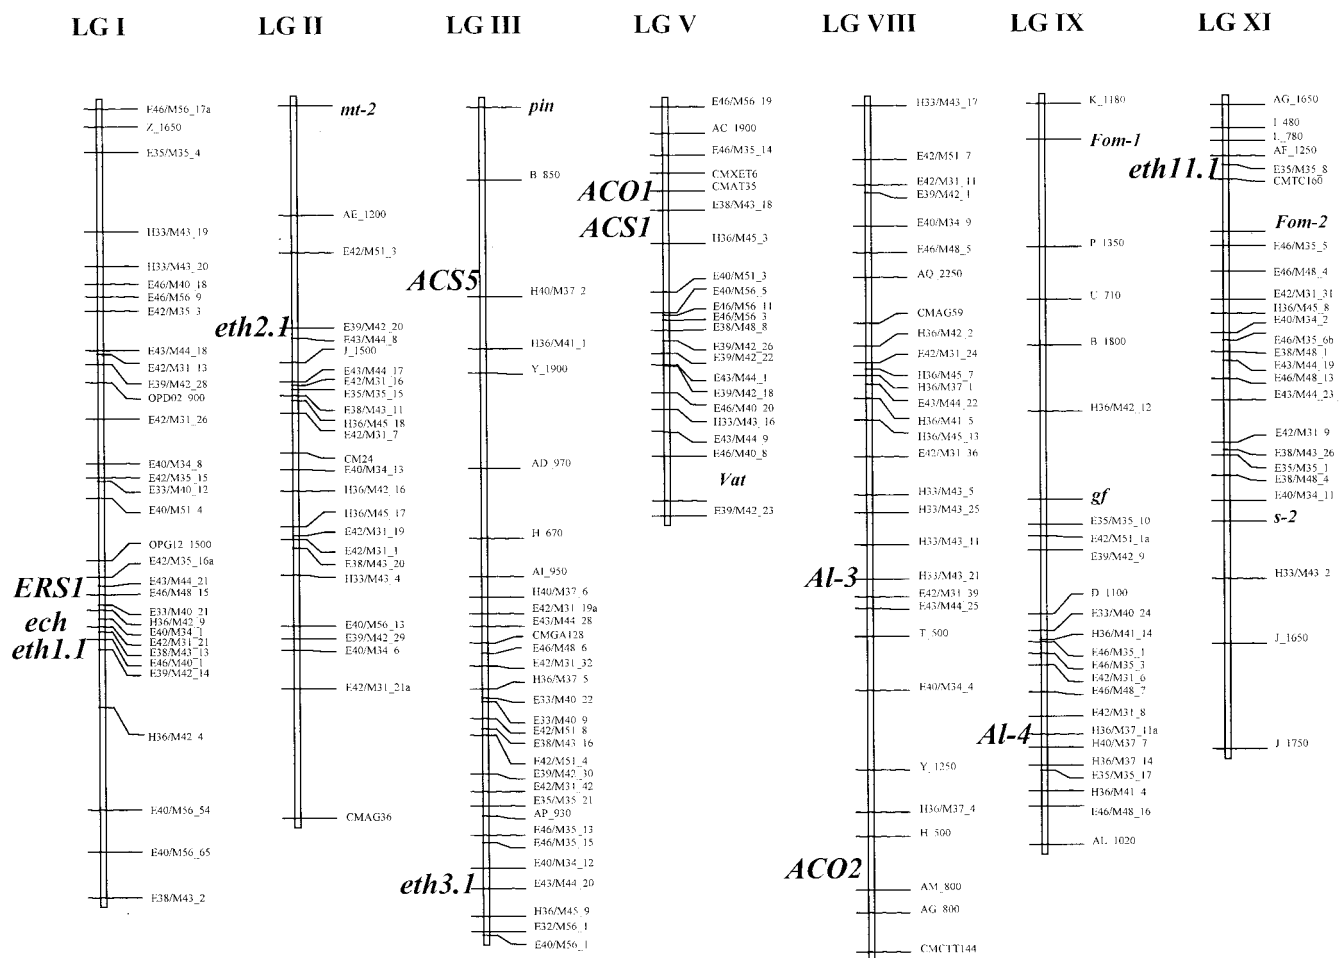 LG I
LG II
LG III
LG V
LG VIII
LG IX
LG XI
E46/M56_17a
Z_1650
E35/M35_4
H33/M43_19
H33/M43_20
E46/M40_18
E46/M56_9
E42/M35_3
E43/M44_18
E42/M31_13
E39/M42_28
OPD02_900
E42/M31_26
E40/M34_8
E42/M35_15
E33/M40_12
E40/M51_4
OPG12_1500
E42/M35_16a
E43/M44_21
E46/M48_15
E33/M40_21
H36/M42_9
E40/M34_1
E42/M31_21
E38/M43_13
E46/M40_1
E39/M42_14
H36/M42_4
E40/M56_54
E40/M56_65
E38/M43_2
ERS1
ech
eth1.1
mt-2
AE_1200
E42/M51_3
eth2.1
E39/M42_20
E43/M44_8
J_1500
E43/M44_17
E42/M31_16
E35/M35_15
E38/M43_11
H36/M45_18
E42/M31_7
CM24
E40/M34_13
H36/M42_16
H36/M45_17
E42/M31_19
E42/M31_1
E38/M43_20
H33/M43_4
E40/M56_13
E39/M42_29
E40/M34_6
E42/M31_21a
CMAG36
pin
B_850
ACS5
H40/M37_2
H36/M41_1
Y_1900
AD_970
H_670
AI_950
H40/M37_6
E42/M31_19a
E43/M44_28
CMGA128
E46/M48_6
E42/M31_32
H36/M37_5
E33/M40_22
E33/M40_9
E42/M51_8
E38/M43_16
E42/M51_4
E39/M42_30
E42/M31_42
E35/M35_21
AP_930
E46/M35_13
E46/M35_15
E40/M34_12
eth3.1
E43/M44_20
H36/M45_9
E32/M56_1
E40/M56_1
E46/M56_19
AC_1900
E46/M35_14
CMXET6
ACO1
CMAT35
E38/M43_18
ACS1
H36/M45_3
E40/M51_3
E40/M56_5
E46/M56_11
E46/M56_3
E38/M48_8
E39/M42_26
E39/M42_22
E43/M44_1
E39/M42_18
E46/M40_20
H33/M43_16
E43/M44_9
E46/M40_8
Vat
E39/M42_23
H33/M43_17
E42/M51_7
E42/M31_11
E39/M42_1
E40/M34_9
E46/M48_5
AQ_2250
CMAG59
H36/M42_2
E42/M31_24
H36/M45_7
H36/M37_1
E43/M44_22
H36/M41_5
H36/M45_13
E42/M31_36
H33/M43_5
H33/M43_25
H33/M43_11
Al-3
H33/M43_21
E42/M31_39
E43/M44_25
T_500
E40/M34_4
Y_1250
H36/M37_4
H_500
ACO2
AM_800
AG_800
CMCTT144
K_1180
Fom-1
P_1350
U_710
B_1800
H36/M42_12
gf
E35/M35_10
E42/M51_1a
E39/M42_9
D_1100
E33/M40_24
H36/M41_14
E46/M35_1
E46/M35_3
E42/M31_6
E46/M48_7
E42/M31_8
Al-4
H36/M37_11a
H40/M37_7
H36/M37_14
E35/M35_17
H36/M41_4
E46/M48_16
AL_1020
AG_1650
I_480
L_780
AF_1250
eth11.1
E35/M35_8
CMTC160
Fom-2
E46/M35_5
E46/M48_4
E42/M31_31
H36/M45_8
E40/M34_2
E46/M35_6b
E38/M48_1
E43/M44_19
E46/M48_13
E43/M44_23
E42/M31_9
E38/M43_26
E35/M35_1
E38/M48_4
E40/M34_11
s-2
H33/M43_2
J_1650
J_1750